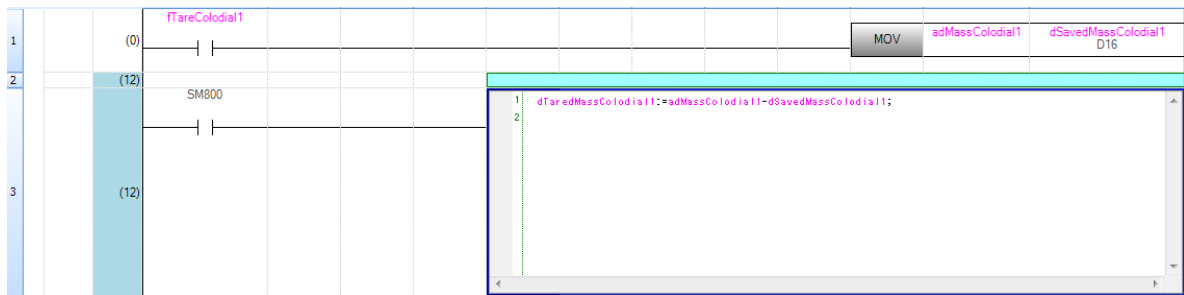 fTareColodial1
1 (0) MOV adMassColodial1 dSavedMassColodial1
D16
2 (12)
SM800
1 dTaredMassColodial1:=adMassColodial1-dSavedMassColodial1;
2
3 (12)